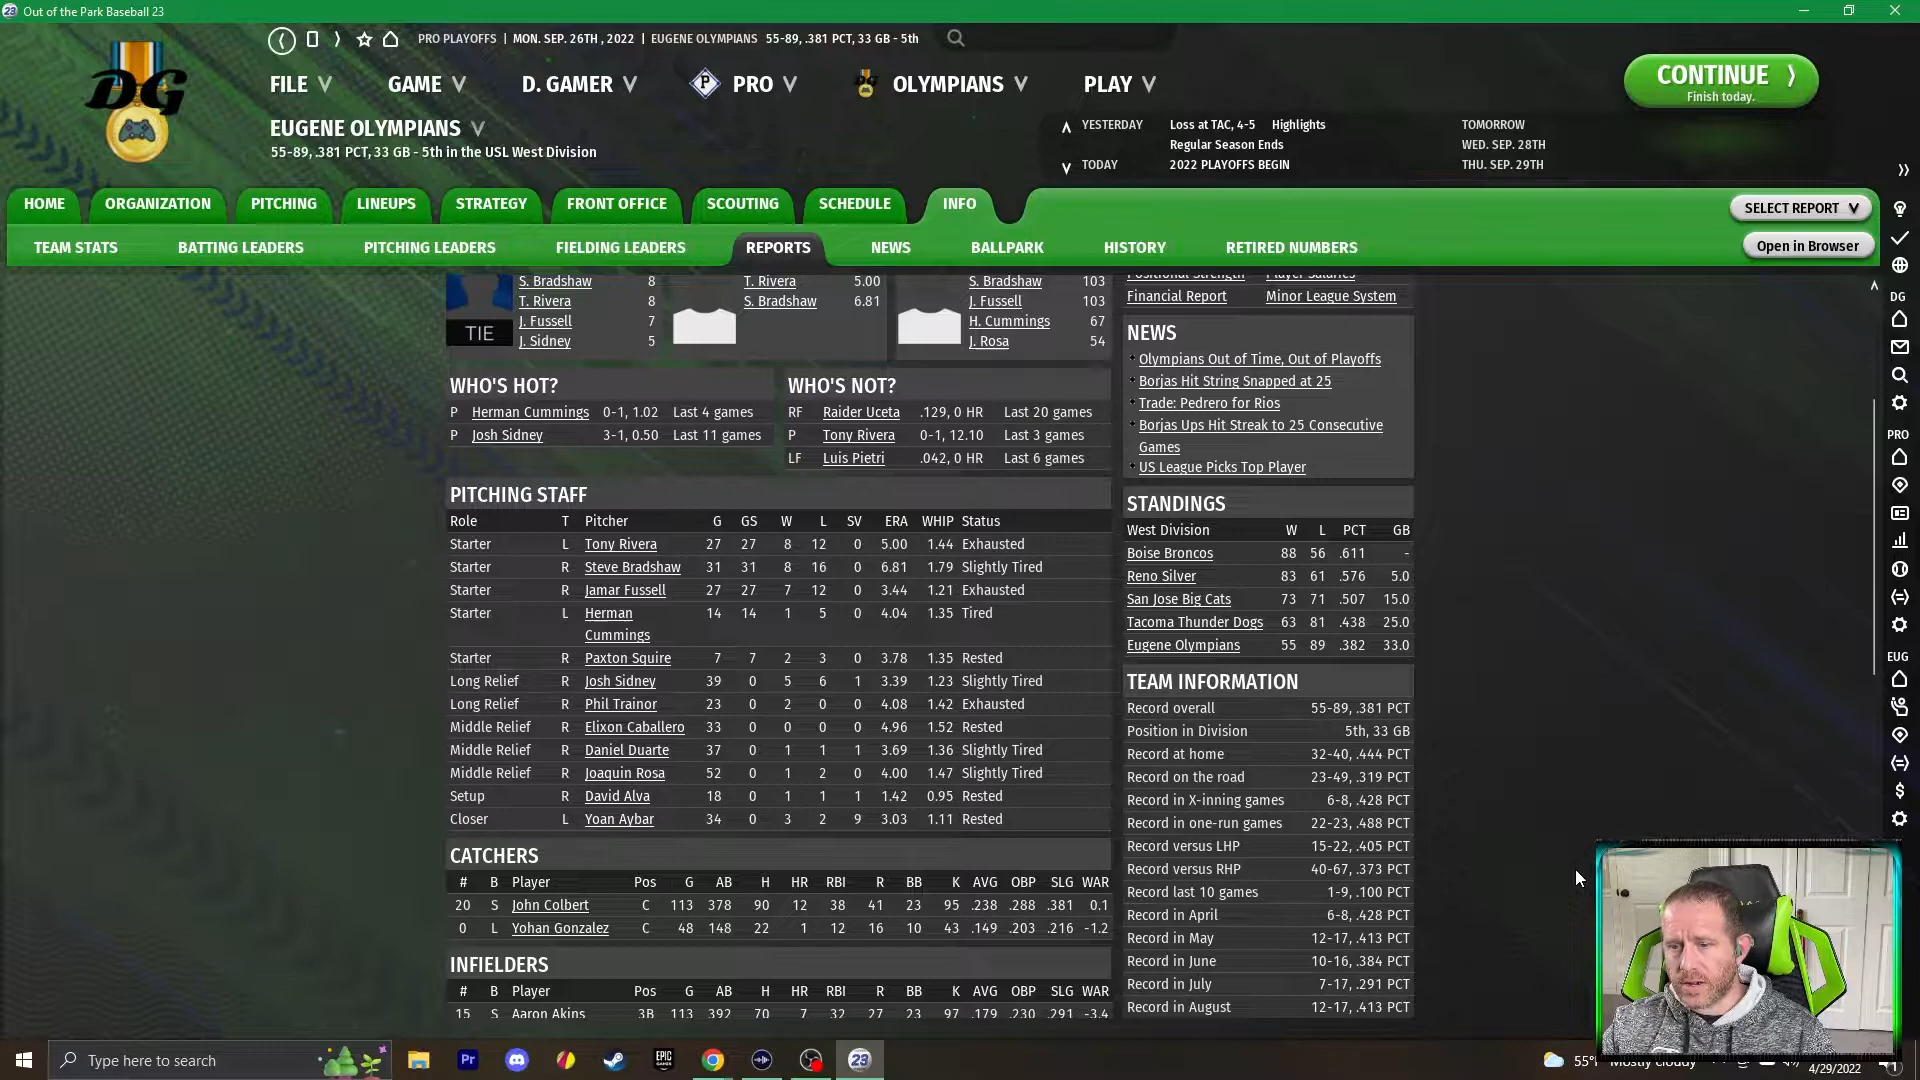 Out of the Park Baseball 23
PRO PLAYOFFS | MON. SEP. 26TH , 2022 | EUGENE OLYMPIANS 55-89, .381 PCT, 33 GB - 5th
DG
FILE GAME D. GAMER P PRO OLYMPIANS PLAY
CONTINUE
Finish today.
EUGENE OLYMPIANS
55-89, .381 PCT, 33 GB - 5th in the USL West Division
YESTERDAY Loss at TAC, 4-5 Highlights TOMORROW
Regular Season Ends WED. SEP. 28TH
TODAY 2022 PLAYOFFS BEGIN THU. SEP. 29TH
HOME ORGANIZATION PITCHING LINEUPS STRATEGY FRONT OFFICE SCOUTING SCHEDULE INFO SELECT REPORT
TEAM STATS BATTING LEADERS PITCHING LEADERS FIELDING LEADERS REPORTS NEWS BALLPARK HISTORY RETIRED NUMBERS Open in Browser
TIE
S. Bradshaw 8
T. Rivera 8
J. Fussell 7
J. Sidney 5
T. Rivera 5.00
S. Bradshaw 6.81
S. Bradshaw 103
J. Fussell 103
H. Cummings 67
J. Rosa 54
WHO'S HOT?
P Herman Cummings 0-1, 1.02 Last 4 games
P Josh Sidney 3-1, 0.50 Last 11 games
WHO'S NOT?
RF Raider Uceta .129, 0 HR Last 20 games
P Tony Rivera 0-1, 12.10 Last 3 games
LF Luis Pietri .042, 0 HR Last 6 games
PITCHING STAFF
Role T Pitcher G GS W L SV ERA WHIP Status
Starter L Tony Rivera 27 27 8 12 0 5.00 1.44 Exhausted
Starter R Steve Bradshaw 31 31 8 16 0 6.81 1.79 Slightly Tired
Starter R Jamar Fussell 27 27 7 12 0 3.44 1.21 Exhausted
Starter L Herman 14 14 1 5 0 4.04 1.35 Tired
Cummings
Starter R Paxton Squire 7 7 2 3 0 3.78 1.35 Rested
Long Relief R Josh Sidney 39 0 5 6 1 3.39 1.23 Slightly Tired
Long Relief R Phil Trainor 23 0 2 0 0 4.08 1.42 Exhausted
Middle Relief R Elixon Caballero 33 0 0 0 0 4.96 1.52 Rested
Middle Relief R Daniel Duarte 37 0 1 1 1 3.69 1.36 Slightly Tired
Middle Relief R Joaquin Rosa 52 0 1 2 0 4.00 1.47 Slightly Tired
Setup R David Alva 18 0 1 1 1 1.42 0.95 Rested
Closer L Yoan Aybar 34 0 3 2 9 3.03 1.11 Rested
CATCHERS
# B Player Pos G AB H HR RBI R BB K AVG OBP SLG WAR
20 S John Colbert C 113 378 90 12 38 41 23 95 .238 .288 .381 0.1
0 L Yohan Gonzalez C 48 148 22 1 12 16 10 43 .149 .203 .216 -1.2
INFIELDERS
# B Player Pos G AB H HR RBI R BB K AVG OBP SLG WAR
15 S Aaron Akins 3B 113 392 70 7 32 27 23 97 .179 .230 .291 -3.4
Positional Strength Player Salaries
Financial Report Minor League System
NEWS
Olympians Out of Time, Out of Playoffs
Borjas Hit String Snapped at 25
Trade: Pedrero for Rios
Borjas Ups Hit Streak to 25 Consecutive
Games
US League Picks Top Player
STANDINGS
West Division W L PCT GB
Boise Broncos 88 56 .611 -
Reno Silver 83 61 .576 5.0
San Jose Big Cats 73 71 .507 15.0
Tacoma Thunder Dogs 63 81 .438 25.0
Eugene Olympians 55 89 .382 33.0
TEAM INFORMATION
Record overall 55-89, .381 PCT
Position in Division 5th, 33 GB
Record at home 32-40, .444 PCT
Record on the road 23-49, .319 PCT
Record in X-inning games 6-8, .428 PCT
Record in one-run games 22-23, .488 PCT
Record versus LHP 15-22, .405 PCT
Record versus RHP 40-67, .373 PCT
Record last 10 games 1-9, .100 PCT
Record in April 6-8, .428 PCT
Record in May 12-17, .413 PCT
Record in June 10-16, .384 PCT
Record in July 7-17, .291 PCT
Record in August 12-17, .413 PCT
DG
PRO
EUG
Type here to search
Pr
EPIC
23
55°F Mostly cloudy
4/29/2022